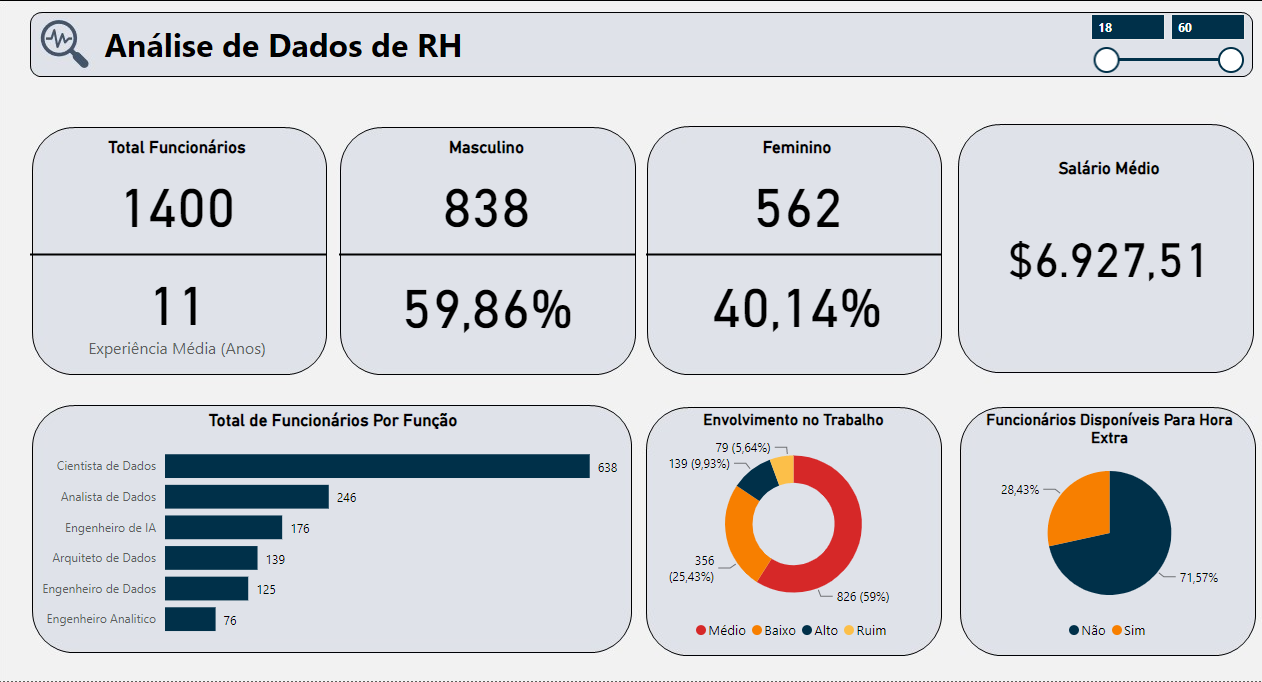 Análise de Dados de RH
18
60
Total Funcionários
1400
11
Experiência Média (Anos)
Masculino
838
59,86%
Feminino
562
40,14%
Salário Médio
$6.927,51
Total de Funcionários Por Função
Cientista de Dados
638
Analista de Dados
246
Engenheiro de IA
176
Arquiteto de Dados
139
Engenheiro de Dados
125
Engenheiro Analitico
76
Envolvimento no Trabalho
79 (5,64%)
139 (9,93%)
356
(25,43%)
826 (59%)
Médio Baixo Alto Ruim
Funcionários Disponíveis Para Hora
Extra
28,43%
71,57%
Não Sim